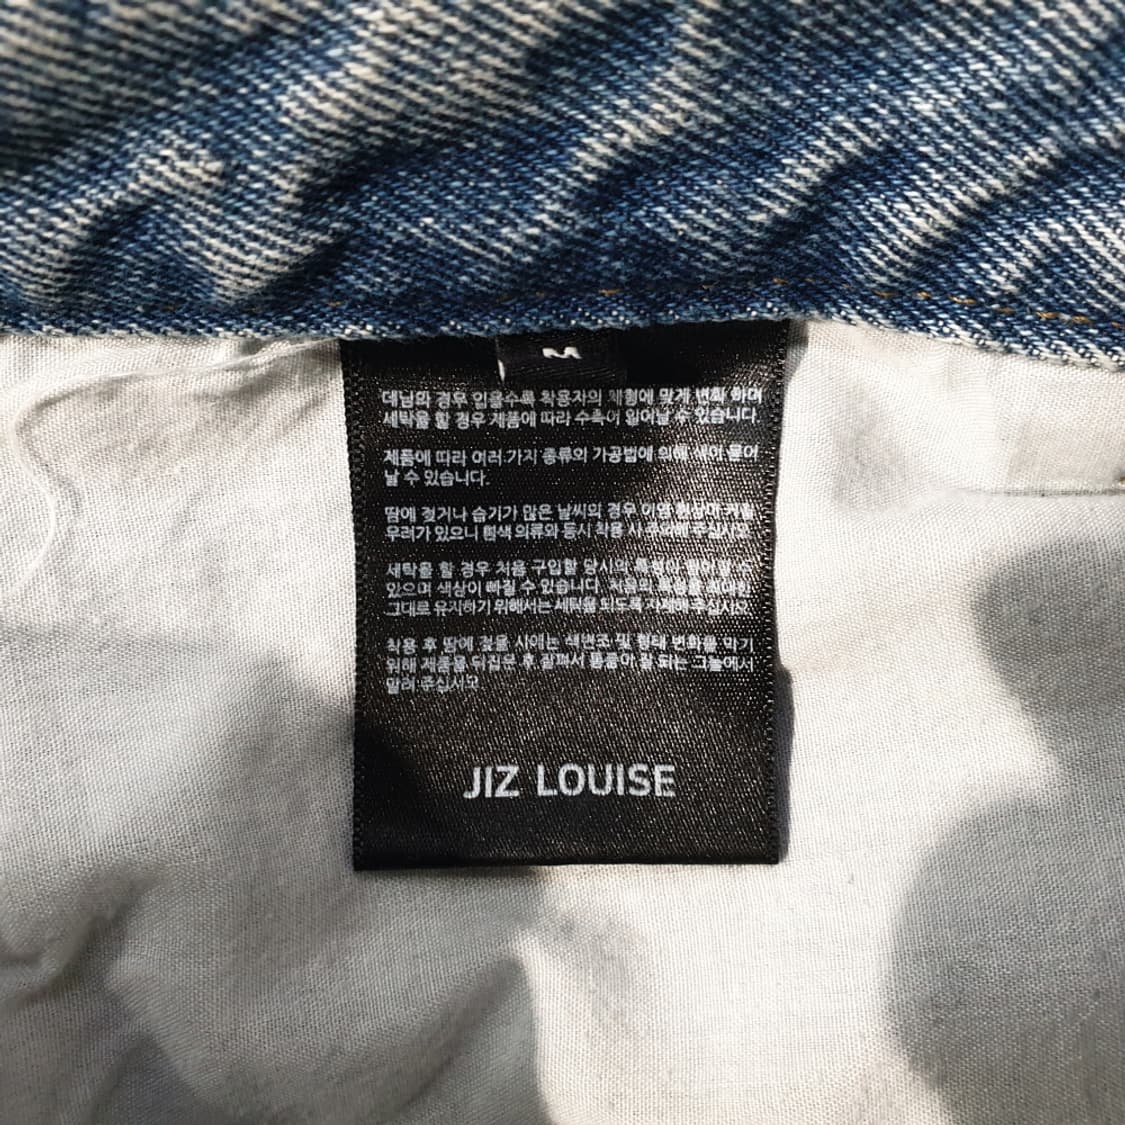 M
데님의 경우 입을수록 착용자의 체형에 맞게 변화 하며
세탁을 할 경우 제품에 따라 수축이 일어날 수 있습니다.
제품에 따라 여러 가지 종류의 가공법에 의해 색이 묻어
날 수 있습니다.
땀에 젖거나 습기가 많은 날씨의 경우 이염 현상이 커질
우려가 있으니 흰색 의류와 동시 착용 시 주의해 주십시오.
세탁을 할 경우 처음 구입할 당시의 특성이
있으며 색상이 빠질 수 있습니다. 처음의 특성을
그대로 유지하기 위해서는 세탁을 되도록 자제해 주십시오.
착용 후 땀에 젖을 시에는 색변조 및 형태 변화를 막기
위해 제품을 뒤집은 후 잘펴서 통풍이 잘 되는 그늘에서
말려 주십시오
JIZ LOUISE